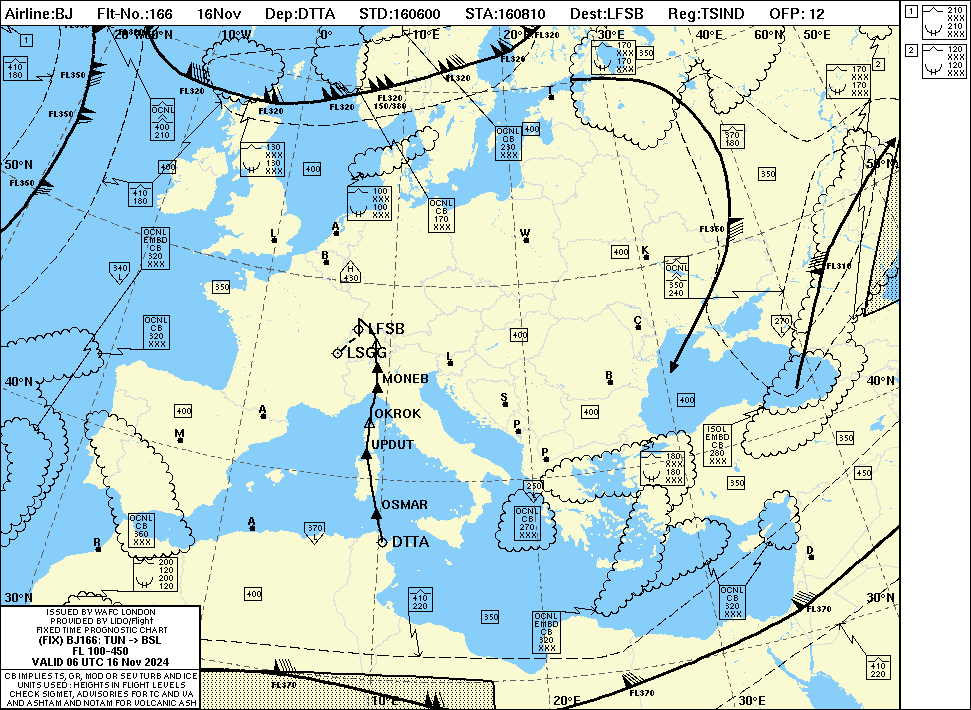 Airline:BJ Flt-No.:166 16Nov Dep:DTTA STD:160600 STA:160810 Dest:LFSB Reg:TSIND OFP: 12
10°W 0° 10°E 20°E FL320 40°E 60°N 50°E
1 210 XXX 210 XXX
2 120 XXX 120 XXX
1
410 180
FL350
FL320
FL320
FL320
FL320 150/380
FL320
FL320
170 XXX 170 XXX
350
170 XXX 170 XXX
2
FL350
OCNL 400 210
T
OCNL CB 230 XXX
400
370 180
50°N
400
130 XXX 130 XXX
400
350
50°N
FL360
410 180
100 XXX 100 XXX
OCNL CB 170 XXX
FL360
OCNL EMBD CB 320 XXX
L
A
W
B
400
K
340 L
H 430
OCNL 350 240
FL310
350
OCNL CB 320 XXX
LFSB
400
C
270 L
LSGG
L
40°N
MONEB
B
40°N
400
A
OKROK
S
400
400
M
UPDUT
P
ISOL EMBD CB 280 XXX
350
P
180 XXX 180 XXX
450
350
250 L
OSMAR
OCNL CB 360 XXX
A
370 L
OCNL CB 270 XXX
R
DTTA
D
200 120 200 120
30°N
400
410 220
350
OCNL CB 320 XXX
OCNL CB 320 XXX
FL370
30°N
410 220
ISSUED BY WAFC LONDON
PROVIDED BY LIDO/Flight
FIXED TIME PROGNOSTIC CHART
(FIX) BJ166: TUN -> BSL
FL 100-450
VALID 06 UTC 16 Nov 2024
CB IMPLIES TS, GR, MOD OR SEV TURB AND ICE
UNITS USED : HEIGHTS IN FLIGHT LEVELS
CHECK SIGMET, ADVISORIES FOR TC AND VA
AND ASHTAM AND NOTAM FOR VOLCANIC ASH
FL370
FL370
10°E 20°E 30°E